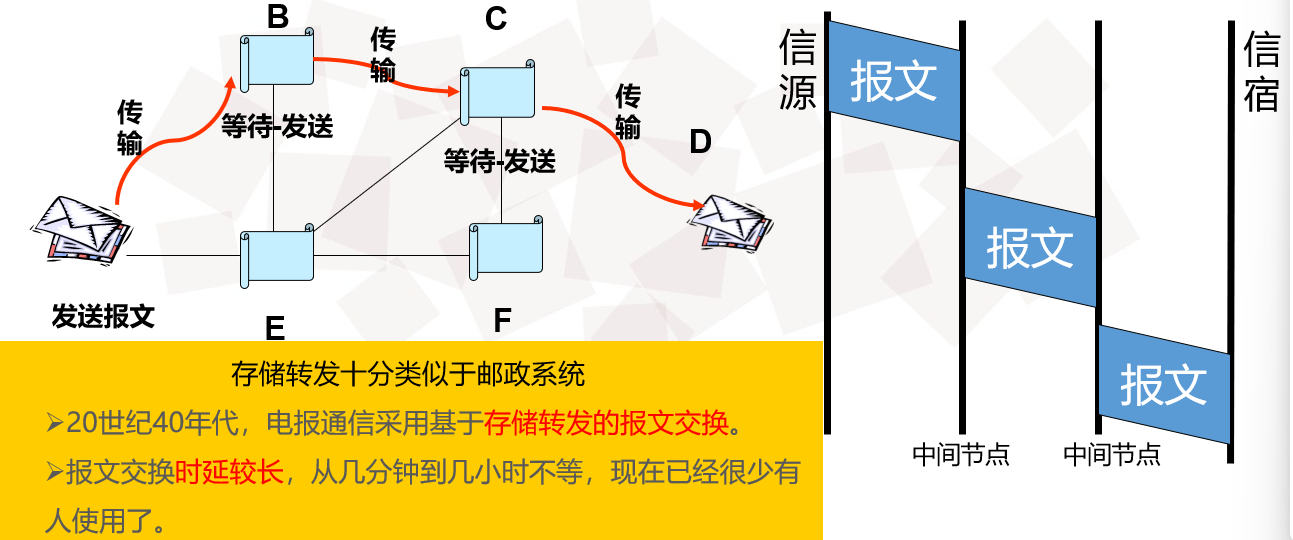 B
C
传
输
传
输
等待-发送
传
输
D
等待-发送
发送报文
E
F
存储转发十分类似于邮政系统
➢20世纪40年代，电报通信采用基于存储转发的报文交换。
➢报文交换时延较长，从几分钟到几小时不等，现在已经很少有
人使用了。
信
源
报文
报文
报文
信
宿
中间节点
中间节点